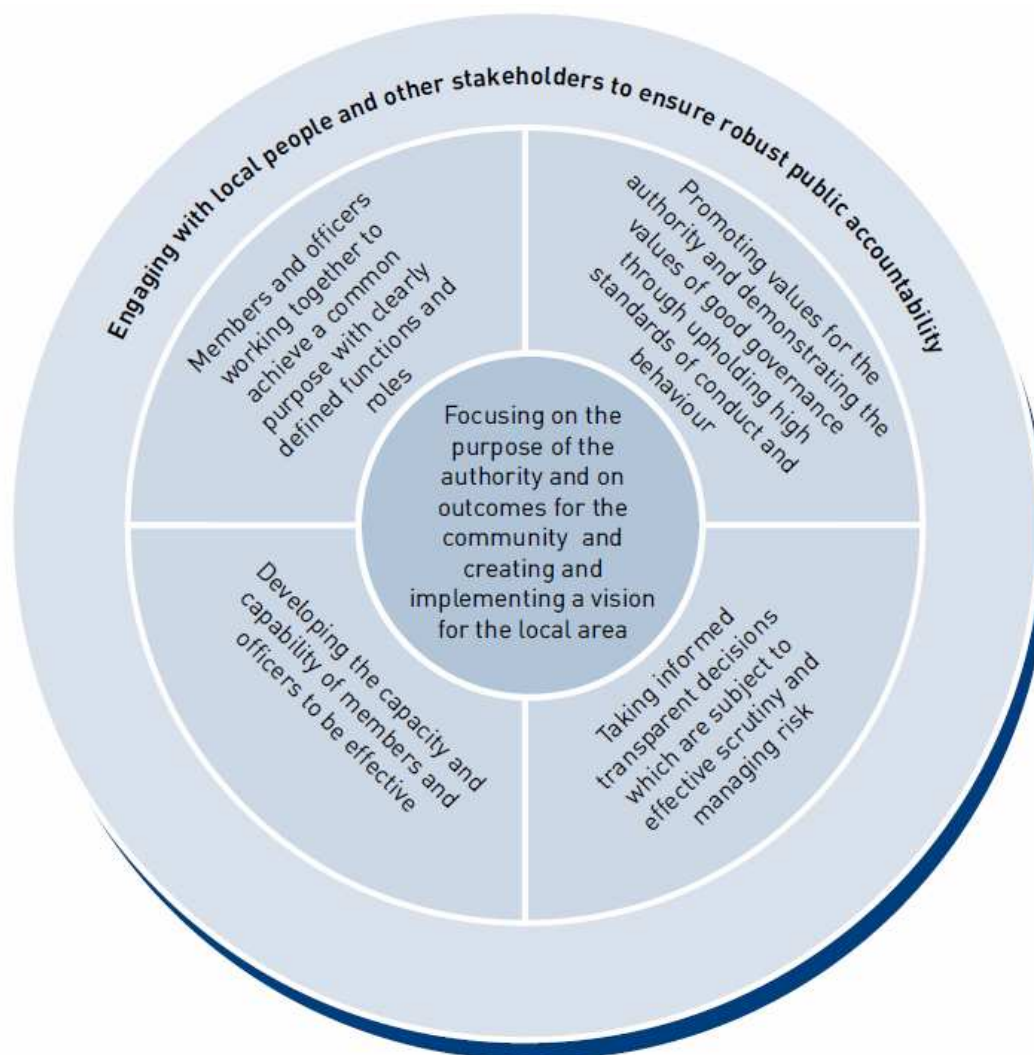 Engaging with local people and other stakeholders to ensure robust public accountability
Members and officers
working together to
achieve a common
purpose with clearly
defined functions and
roles
Promoting values for the
authority and demonstrating the
values of good governance
through upholding high
standards of conduct and
behaviour
Focusing on the
purpose of the
authority and on
outcomes for the
community and
creating and
implementing a vision
for the local area
Developing the capacity and
capability of members and
officers to be effective
Taking informed
transparent decisions
which are subject to
effective scrutiny and
managing risk